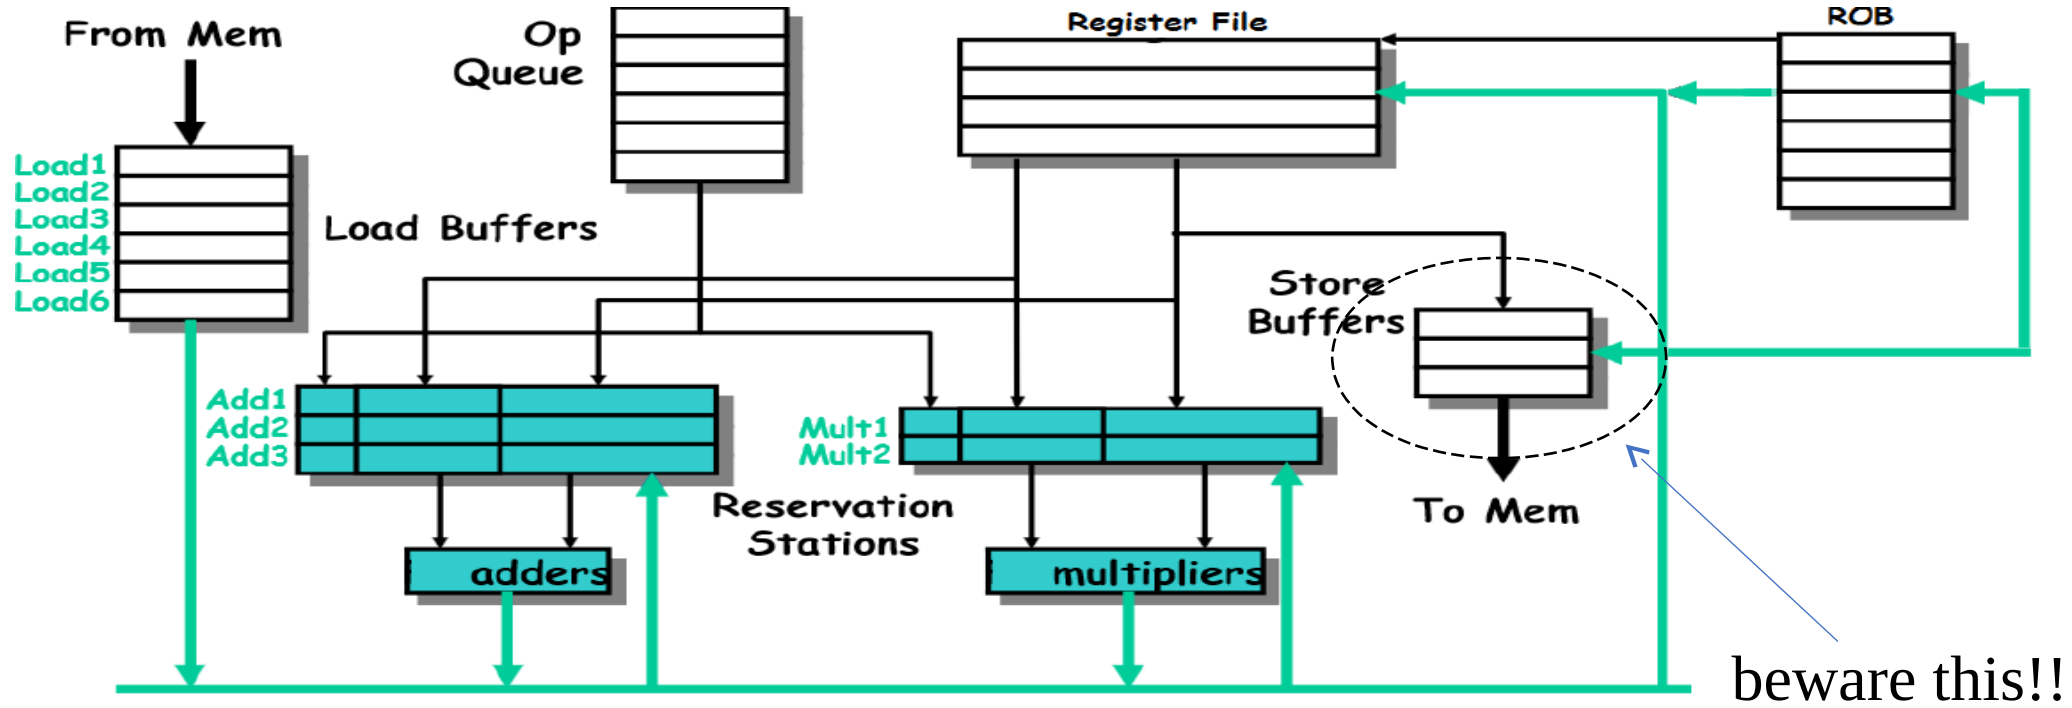 From Mem
Op
Queue
Register File
ROB
Load1
Load2
Load3
Load4
Load5
Load6
Load Buffers
Store
Buffers
Add1
Add2
Add3
Mult1
Mult2
Reservation
Stations
To Mem
adders
multipliers
beware this!!